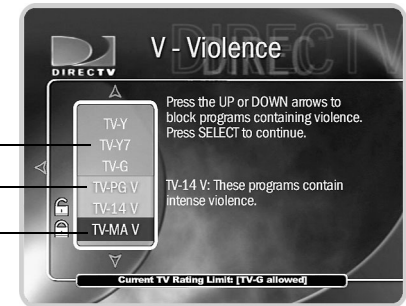 DIRECTV
V - Violence
DIRECTV
Press the UP or DOWN arrows to
block programs containing violence.
Press SELECT to continue.
TV-Y
TV-Y7
TV-G
TV-PG V
TV-14 V
TV-MA V
TV-14 V: These programs contain
intense violence.
Current TV Rating Limit: [TV-G allowed]